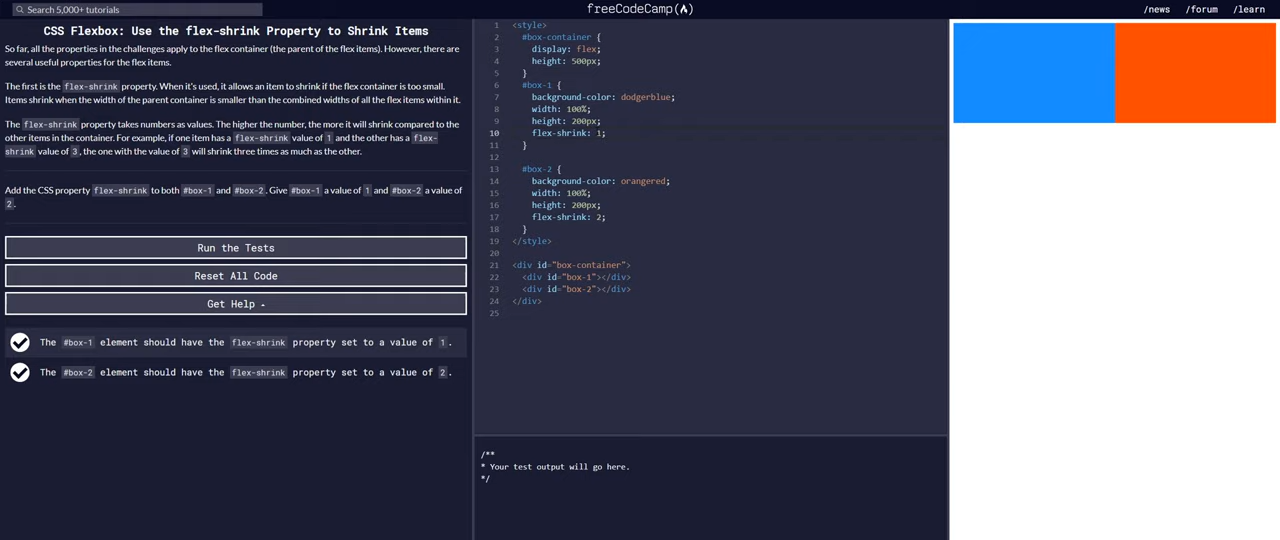 Search 5,000+ tutorials
freeCodeCamp
/news /forum /learn
CSS Flexbox: Use the flex-shrink Property to Shrink Items
So far, all the properties in the challenges apply to the flex container (the parent of the flex items). However, there are
several useful properties for the flex items.
The first is the flex-shrink property. When it's used, it allows an item to shrink if the flex container is too small.
Items shrink when the width of the parent container is smaller than the combined widths of all the flex items within it.
The flex-shrink property takes numbers as values. The higher the number, the more it will shrink compared to the
other items in the container. For example, if one item has a flex-shrink value of 1 and the other has a flex-
shrink value of 3, the one with the value of 3 will shrink three times as much as the other.
Add the CSS property flex-shrink to both #box-1 and #box-2. Give #box-1 a value of 1 and #box-2 a value of
2.
Run the Tests
Reset All Code
Get Help
The #box-1 element should have the flex-shrink property set to a value of 1.
The #box-2 element should have the flex-shrink property set to a value of 2.
1 <style>
2 #box-container {
3 display: flex;
4 height: 500px;
5 }
6 #box-1 {
7 background-color: dodgerblue;
8 width: 100%;
9 height: 200px;
10 flex-shrink: 1;
11 }
12
13 #box-2 {
14 background-color: orangered;
15 width: 100%;
16 height: 200px;
17 flex-shrink: 2;
18 }
19 </style>
20
21 <div id="box-container">
22 <div id="box-1"></div>
23 <div id="box-2"></div>
24 </div>
25
/**
* Your test output will go here.
*/